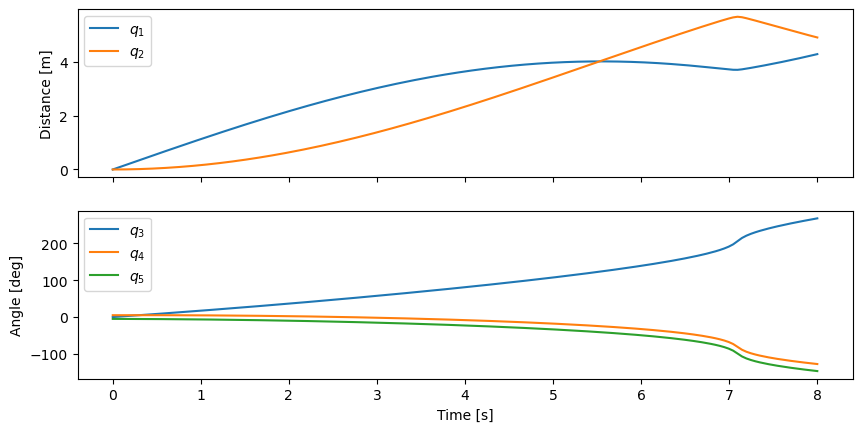 q₁
q₂
Distance [m]
4
2
0
q₃
q₄
q₅
Angle [deg]
200
100
0
−100
0 1 2 3 4 5 6 7 8
Time [s]